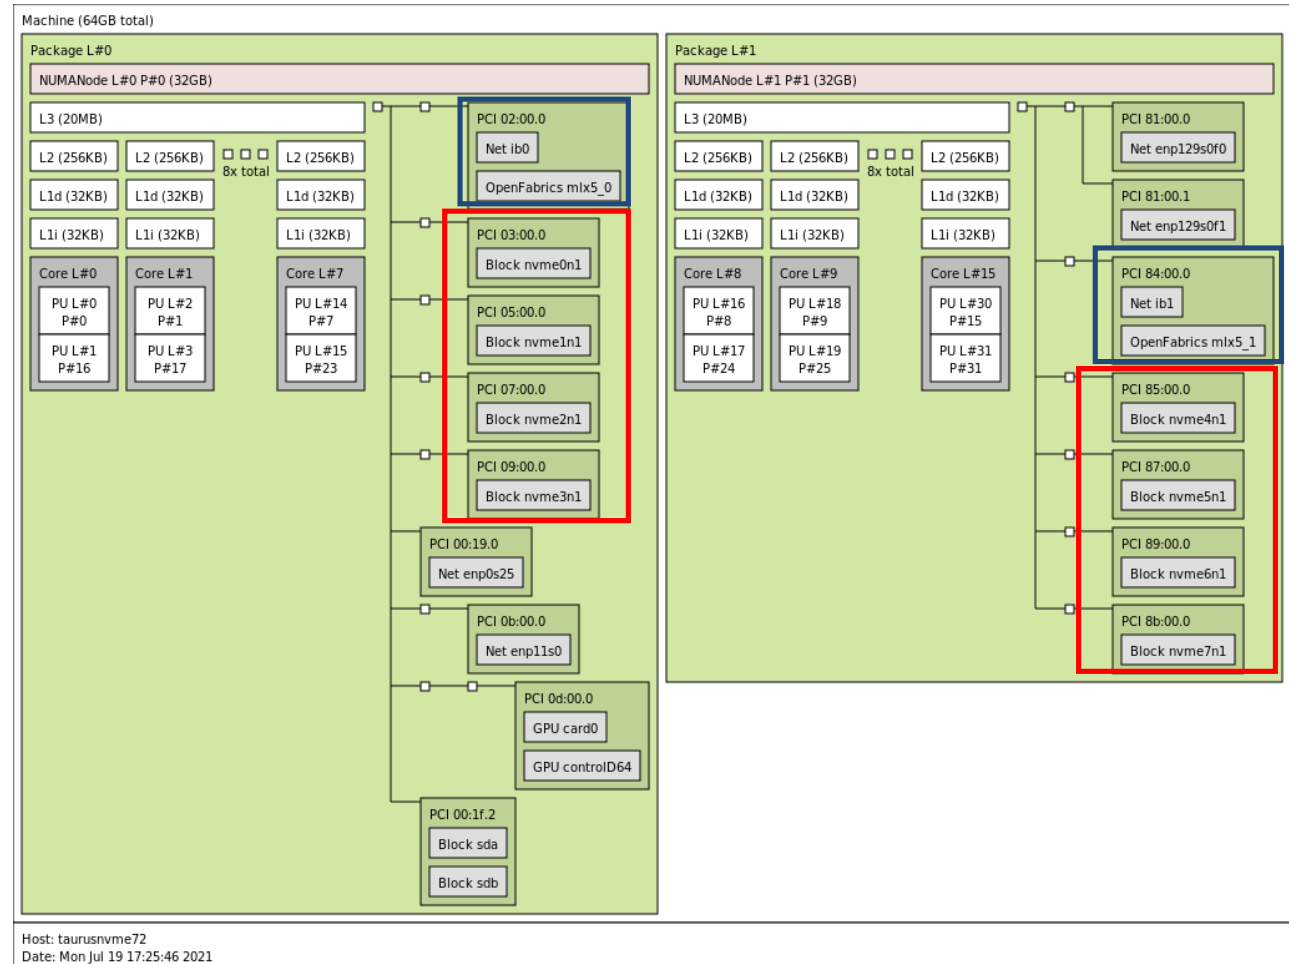 Machine (64GB total)
Package L#0
NUMANode L#0 P#0 (32GB)
L3 (20MB)
L2 (256KB) L2 (256KB) 8x total L2 (256KB)
L1d (32KB) L1d (32KB) L1d (32KB)
L1i (32KB) L1i (32KB) L1i (32KB)
Core L#0 Core L#1 Core L#7
PU L#0 PU L#2 PU L#14
P#0 P#1 P#7
PU L#1 PU L#3 PU L#15
P#16 P#17 P#23
PCI 02:00.0
Net ib0
OpenFabrics mlx5_0
PCI 03:00.0
Block nvme0n1
PCI 05:00.0
Block nvme1n1
PCI 07:00.0
Block nvme2n1
PCI 09:00.0
Block nvme3n1
PCI 00:19.0
Net enp0s25
PCI 0b:00.0
Net enp11s0
PCI 0d:00.0
GPU card0
GPU controlD64
PCI 00:1f.2
Block sda
Block sdb
Package L#1
NUMANode L#1 P#1 (32GB)
L3 (20MB)
L2 (256KB) L2 (256KB) 8x total L2 (256KB)
L1d (32KB) L1d (32KB) L1d (32KB)
L1i (32KB) L1i (32KB) L1i (32KB)
Core L#8 Core L#9 Core L#15
PU L#16 PU L#18 PU L#30
P#8 P#9 P#15
PU L#17 PU L#19 PU L#31
P#24 P#25 P#31
PCI 81:00.0
Net enp129s0f0
PCI 81:00.1
Net enp129s0f1
PCI 84:00.0
Net ib1
OpenFabrics mlx5_1
PCI 85:00.0
Block nvme4n1
PCI 87:00.0
Block nvme5n1
PCI 89:00.0
Block nvme6n1
PCI 8b:00.0
Block nvme7n1
Host: taurusnvme72
Date: Mon Jul 19 17:25:46 2021